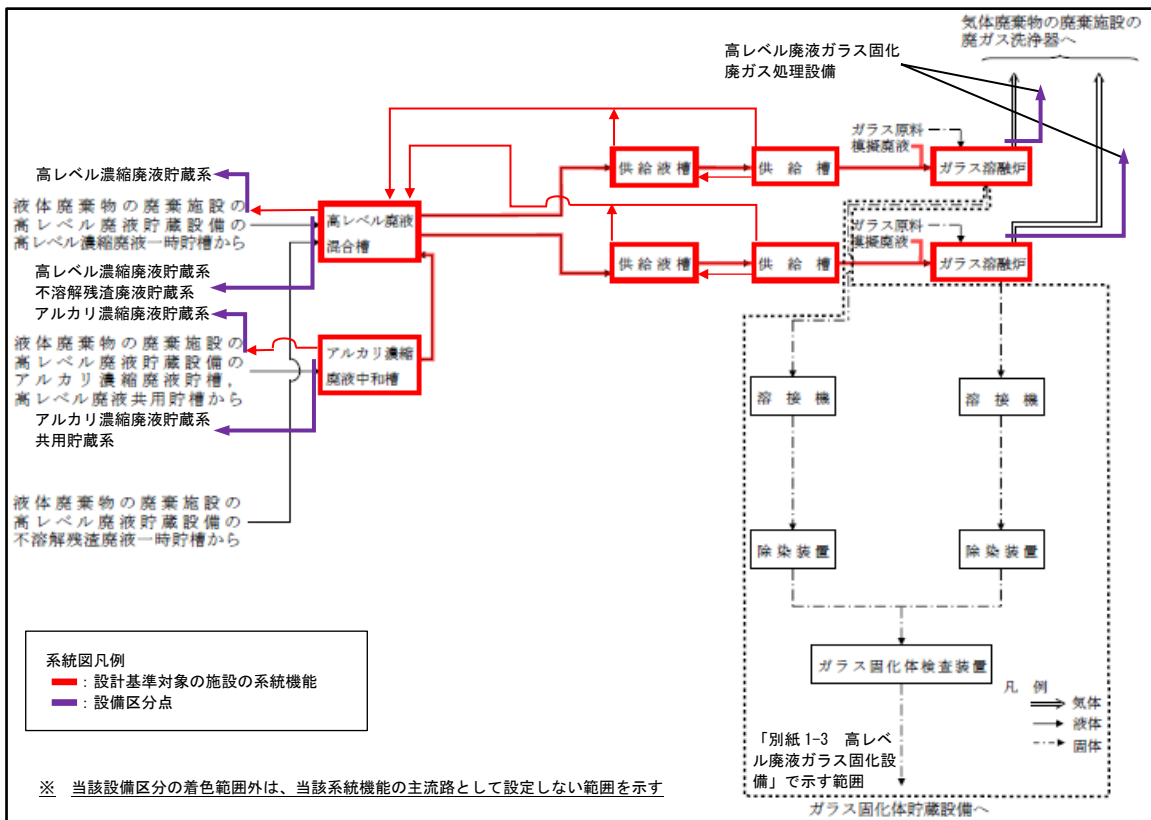 気体廃棄物の廃棄施設の
廃ガス洗浄器へ
高レベル廃液ガラス固化
廃ガス処理設備
ガラス原料
模擬廃液
供給液槽
供給槽
ガラス溶融炉
高レベル濃縮廃液貯蔵系
液体廃棄物の廃棄施設の
高レベル廃液貯蔵設備の
高レベル濃縮廃液一時貯槽から
高レベル廃液
混合槽
ガラス原料
模擬廃液
供給液槽
供給槽
ガラス溶融炉
高レベル濃縮廃液貯蔵系
不溶解残渣廃液貯蔵系
アルカリ濃縮廃液貯蔵系
液体廃棄物の廃棄施設の
高レベル廃液貯蔵設備の
アルカリ濃縮廃液貯槽,
高レベル廃液共用貯槽から
アルカリ濃縮
廃液中和槽
アルカリ濃縮廃液貯蔵系
共用貯蔵系
溶接機
溶接機
液体廃棄物の廃棄施設の
高レベル廃液貯蔵設備の
不溶解残渣廃液一時貯槽から
除染装置
除染装置
ガラス固化体検査装置
系統図凡例
:設計基準対象の施設の系統機能
:設備区分点
凡例
気体
液体
固体
「別紙1-3 高レベ
ル廃液ガラス固化設
備」で示す範囲
※ 当該設備区分の着色範囲外は、当該系統機能の主流路として設定しない範囲を示す
ガラス固化体貯蔵設備へ